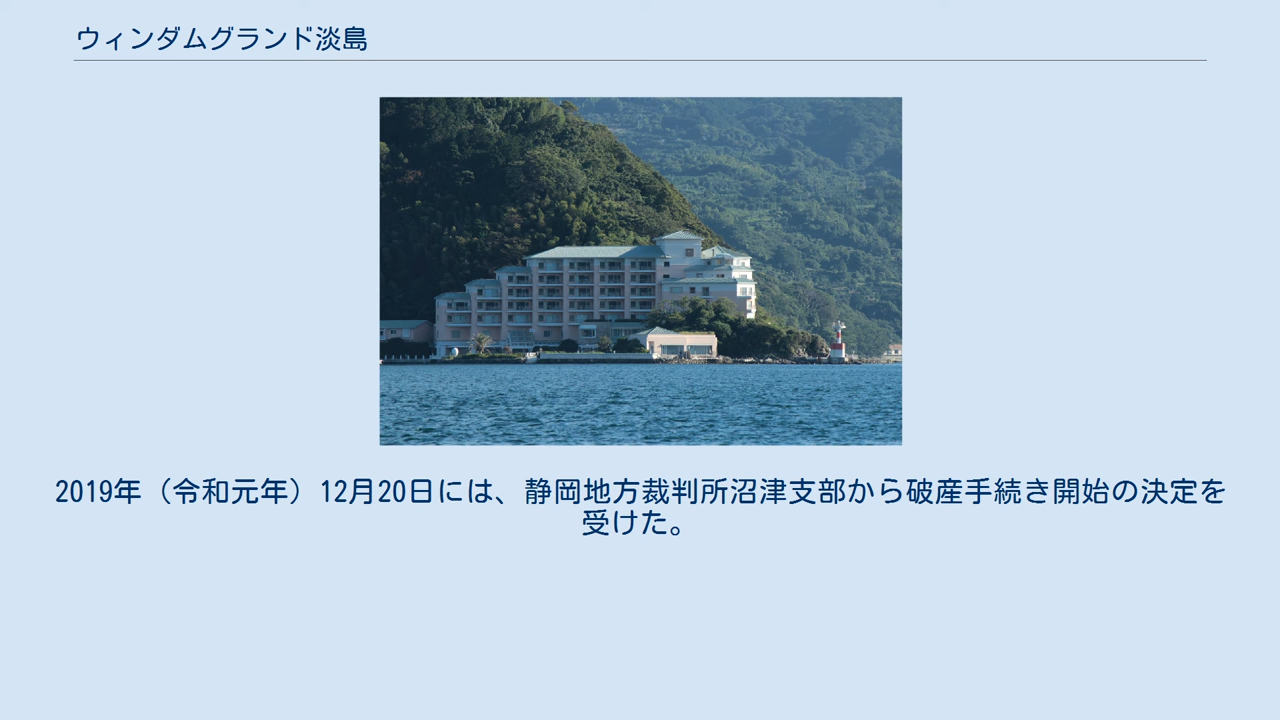 ウィンダムグランド淡島
2019年（令和元年）12月20日には、静岡地方裁判所沼津支部から破産手続き開始の決定を
受けた。